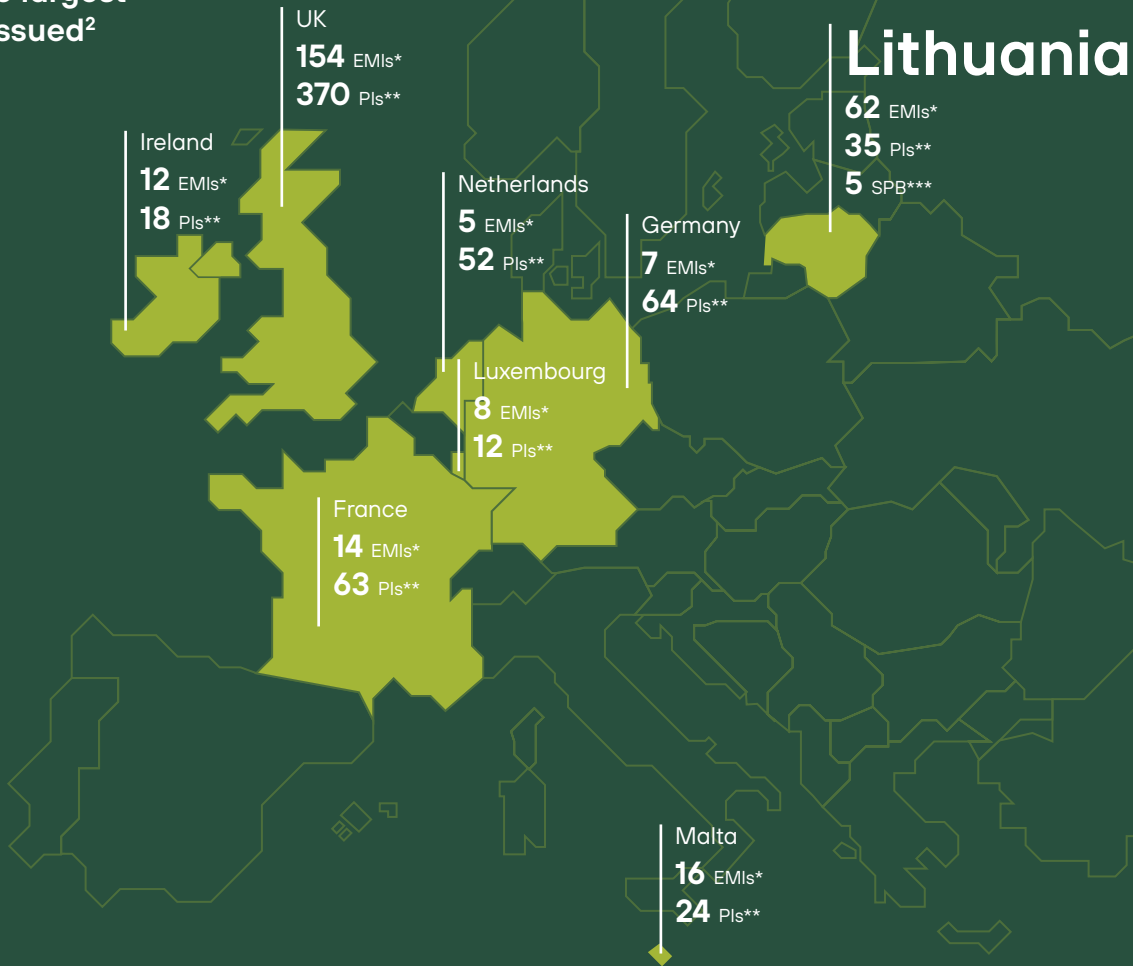 ssued²
UK
154 EMIs*
370 PIs**
Lithuania
62 EMIs*
35 PIs**
5 SPB***
Ireland
12 EMIs*
18 PIs**
Netherlands
5 EMIs*
52 PIs**
Germany
7 EMIs*
64 PIs**
Luxembourg
8 EMIs*
12 PIs**
France
14 EMIs*
63 PIs**
Malta
16 EMIs*
24 PIs**